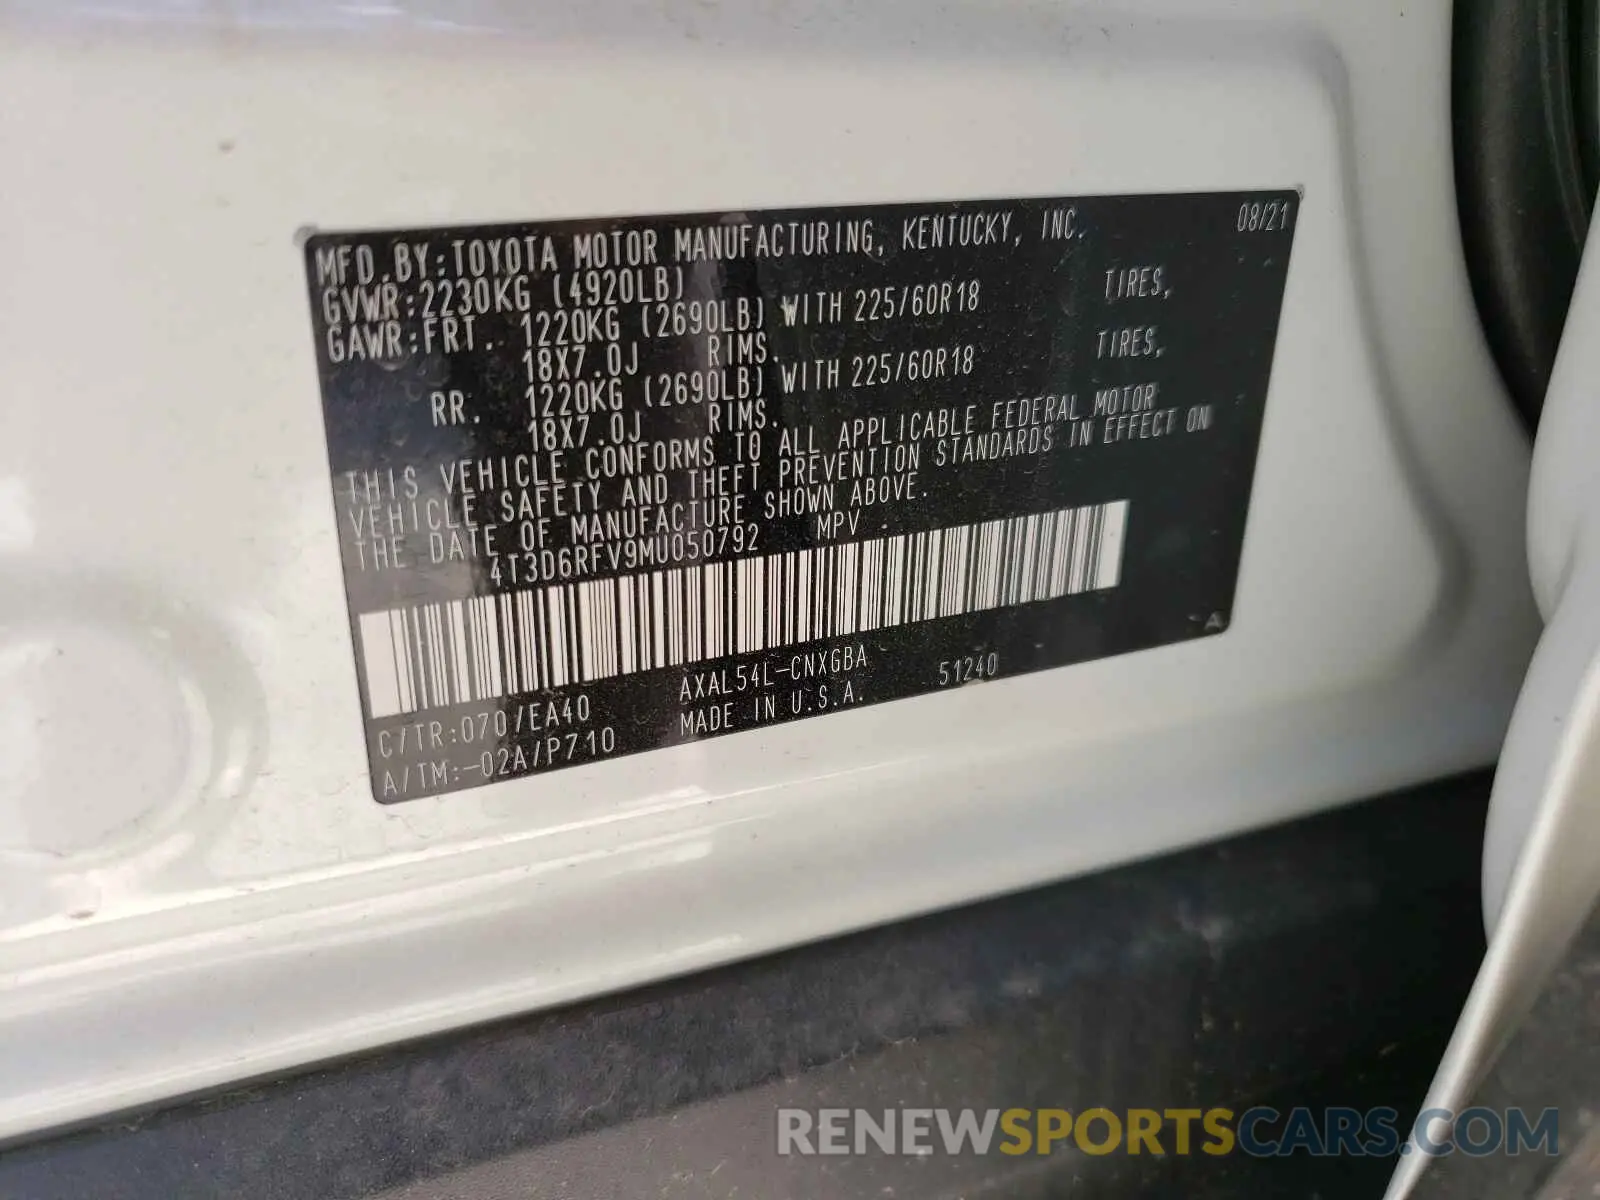 MFD.BY:TOYOTA MOTOR MANUFACTURING, KENTUCKY, INC. 08/21
GVWR:2230KG (4920LB)
GAWR:FRT. 1220KG (2690LB) WITH 225/60R18 TIRES,
18X7.0J RIMS.
RR. 1220KG (2690LB) WITH 225/60R18 TIRES,
18X7.0J RIMS.
THIS VEHICLE CONFORMS TO ALL APPLICABLE FEDERAL MOTOR
VEHICLE SAFETY AND THEFT PREVENTION STANDARDS IN EFFECT ON
THE DATE OF MANUFACTURE SHOWN ABOVE.
4T3D6RFV9MU050792 MPV
A
C/TR:070/EA40 AXAL54L-CNXGBA 51240
A/TM:-02A/P710 MADE IN U.S.A.
RENEWSPORTSCARS.COM